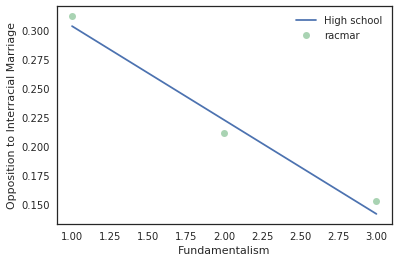 High school
racmar
0.300
0.275
0.250
0.225
0.200
0.175
0.150
Opposition to Interracial Marriage
1.00 1.25 1.50 1.75 2.00 2.25 2.50 2.75 3.00
Fundamentalism